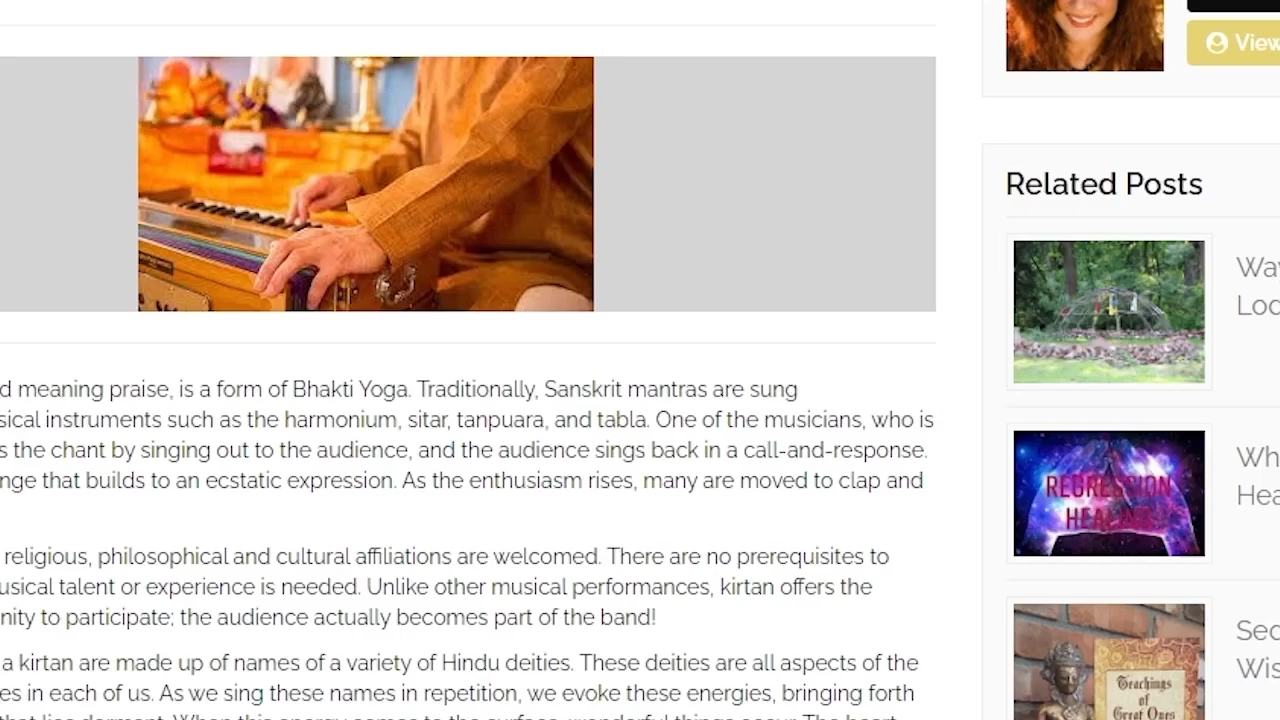 View
d meaning praise, is a form of Bhakti Yoga. Traditionally, Sanskrit mantras are sung
sical instruments such as the harmonium, sitar, tanpuara, and tabla. One of the musicians, who is
s the chant by singing out to the audience, and the audience sings back in a call-and-response.
nge that builds to an ecstatic expression. As the enthusiasm rises, many are moved to clap and
religious, philosophical and cultural affiliations are welcomed. There are no prerequisites to
usical talent or experience is needed. Unlike other musical performances, kirtan offers the
nity to participate; the audience actually becomes part of the band!
a kirtan are made up of names of a variety of Hindu deities. These deities are all aspects of the
es in each of us. As we sing these names in repetition, we evoke these energies, bringing forth
Related Posts
Wa
Loc
REGRESSION
HEALING
Wh
Hea
Teachings
of
Great Ones
Sec
Wis